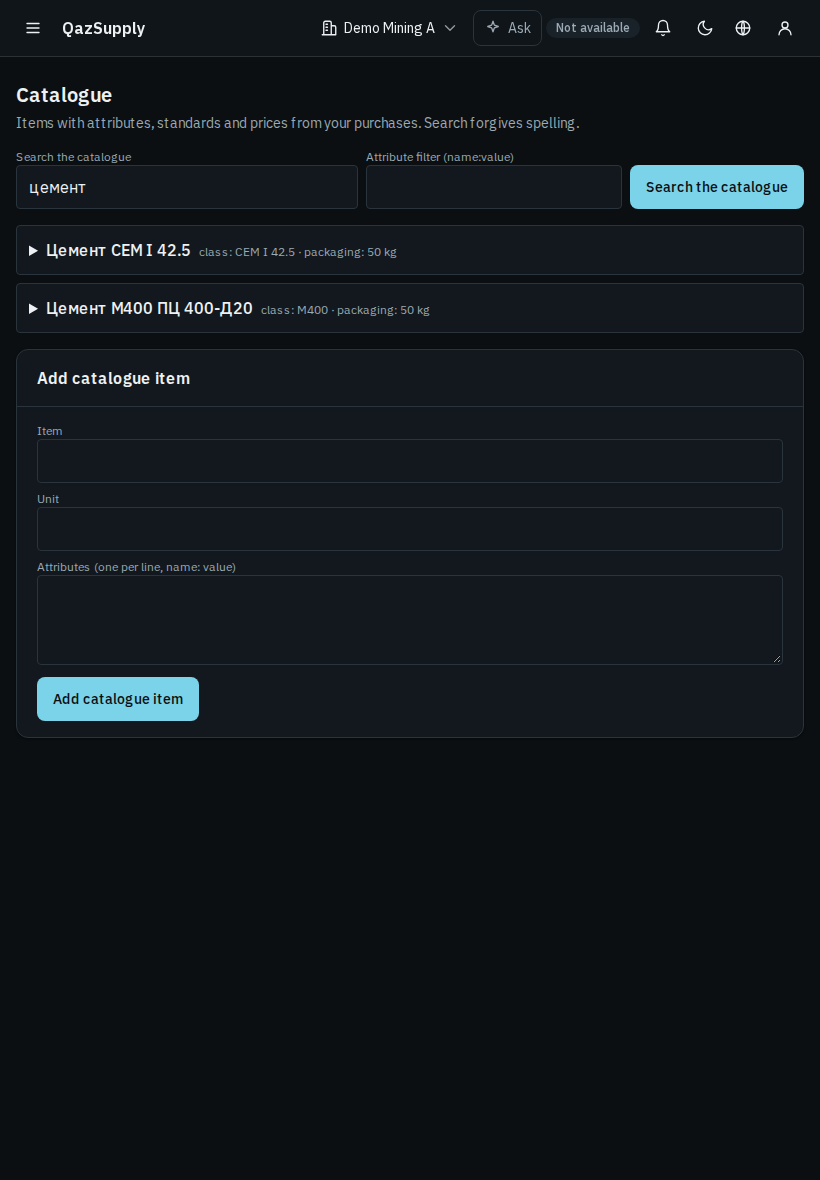 QazSupply
Demo Mining A
Ask
Not available
Catalogue
Items with attributes, standards and prices from your purchases. Search forgives spelling.
Search the catalogue
Attribute filter (name:value)
цемент
Search the catalogue
Цемент CEM I 42.5 class: CEM I 42.5 · packaging: 50 kg
Цемент М400 ПЦ 400-Д20 class: M400 · packaging: 50 kg
Add catalogue item
Item
Unit
Attributes (one per line, name: value)
Add catalogue item